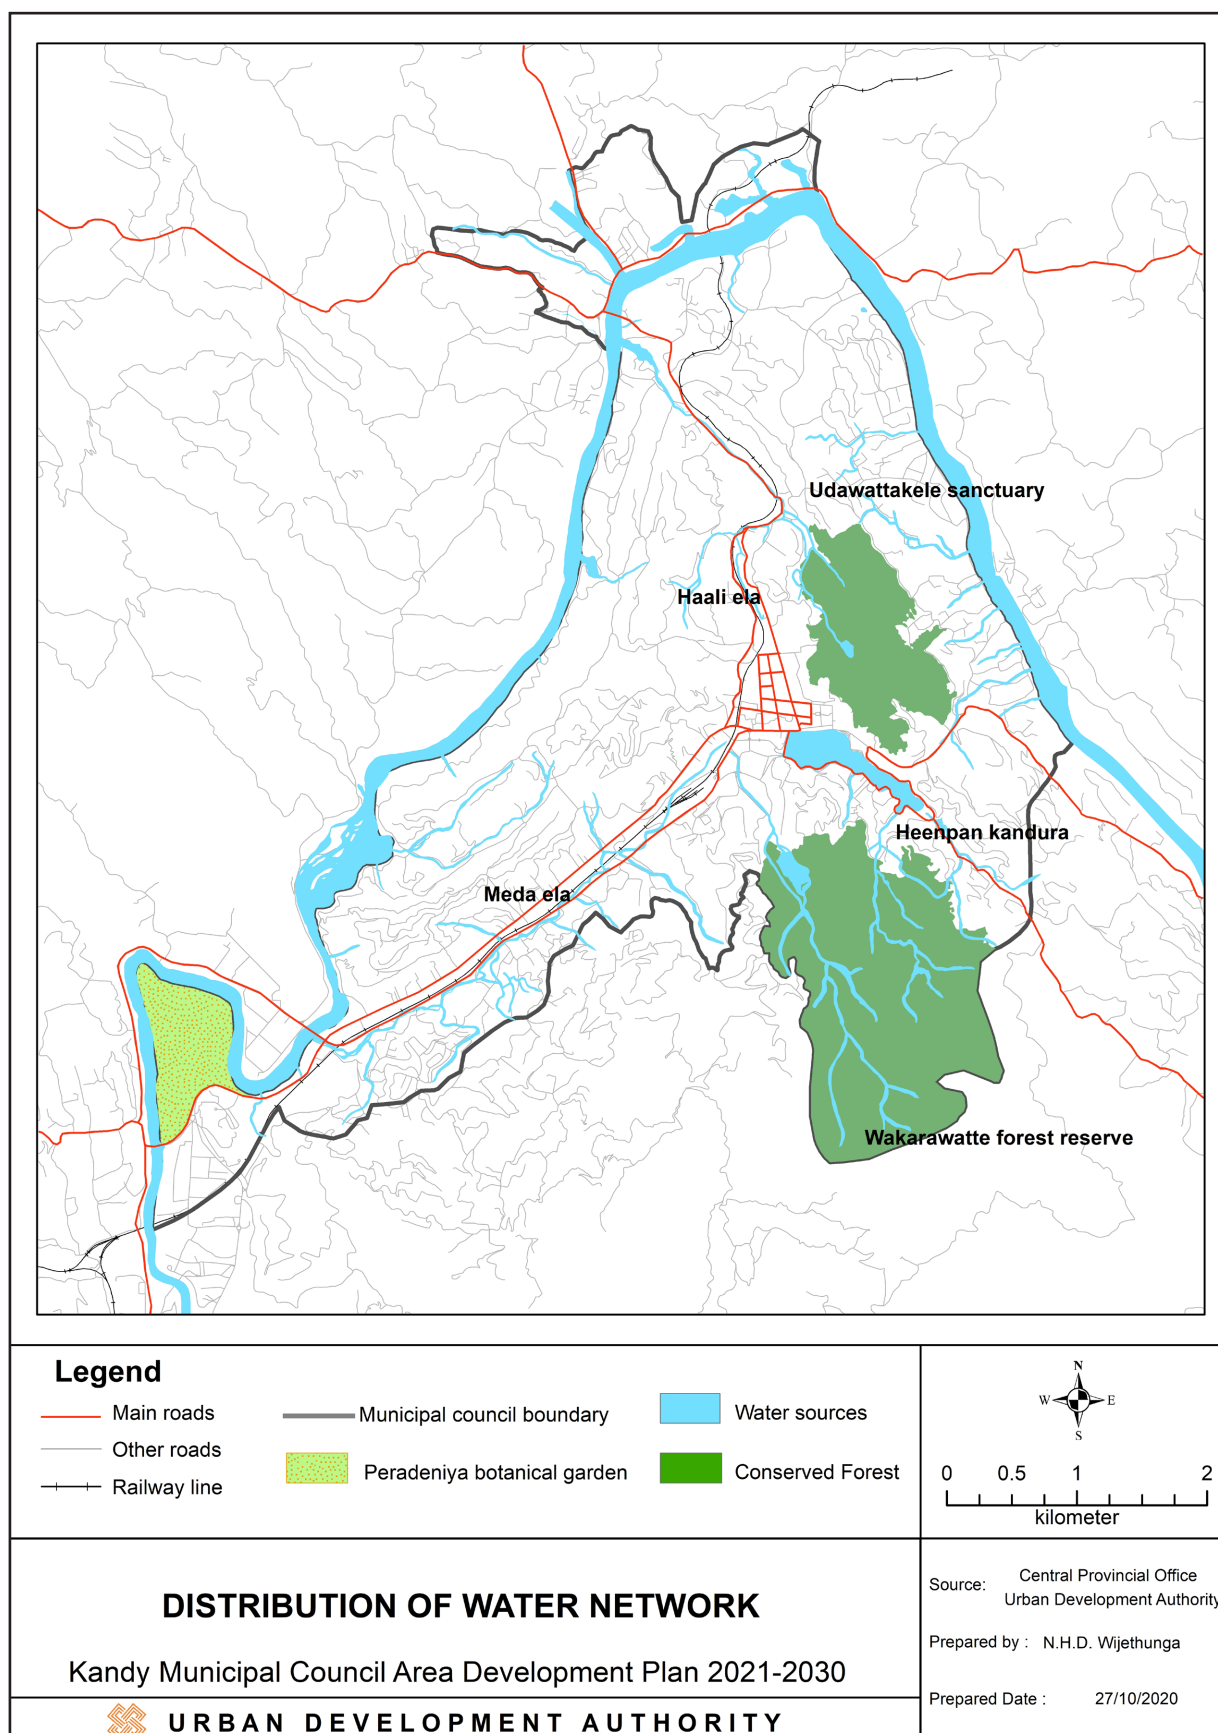 Udawattakele sanctuary
Haali ela
Heenpan kandura
Meda ela
Wakarawatte forest reserve
Legend
Main roads
Other roads
Railway line
Municipal council boundary
Peradeniya botanical garden
Water sources
Conserved Forest
N
W E
S
0 0.5 1 2
kilometer
DISTRIBUTION OF WATER NETWORK
Kandy Municipal Council Area Development Plan 2021-2030
URBAN DEVELOPMENT AUTHORITY
Source: Central Provincial Office
Urban Development Authority
Prepared by : N.H.D. Wijethunga
Prepared Date : 27/10/2020